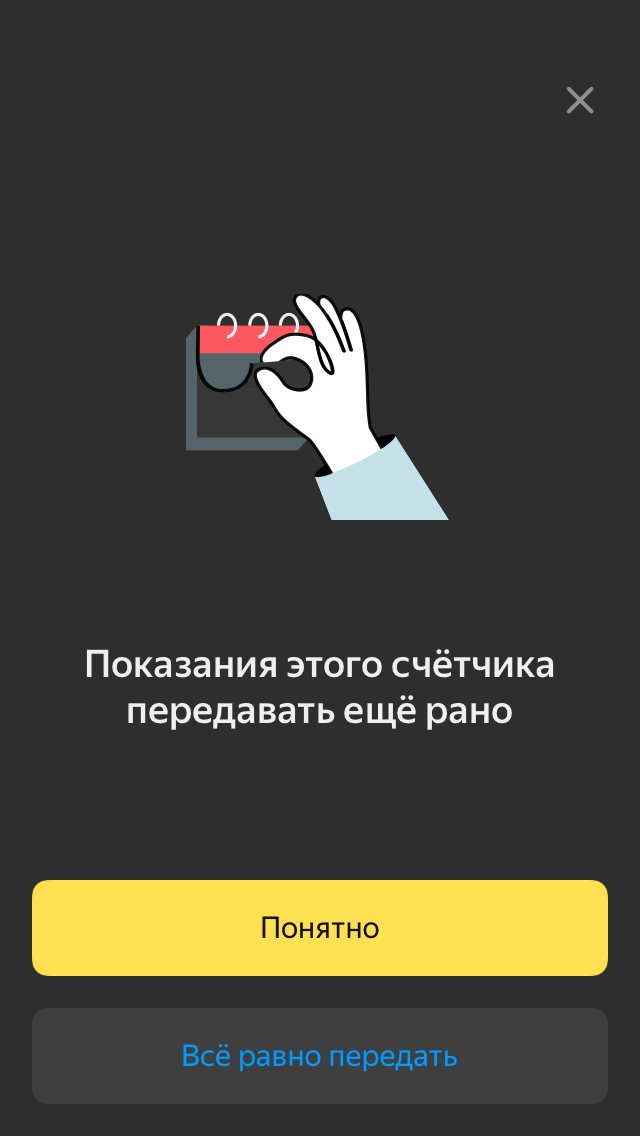 Показания этого счётчика
передавать ещё рано
Понятно
Всё равно передать